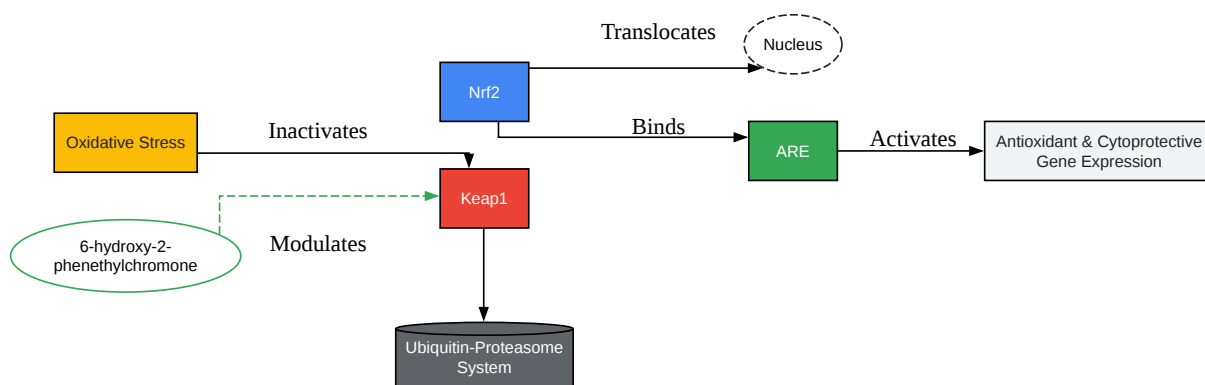 Translocates
Nucleus
Nrf2
Oxidative Stress
Inactivates
Binds
ARE
Activates
Antioxidant & Cytoprotective
Gene Expression
Keap1
6-hydroxy-2-
phenethylchromone
Modulates
Ubiquitin-Proteasome
System